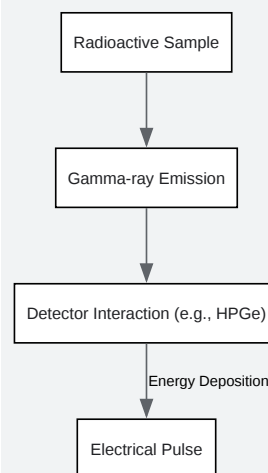 Radioactive Sample
Gamma-ray Emission
Detector Interaction (e.g., HPGe)
Energy Deposition
Electrical Pulse